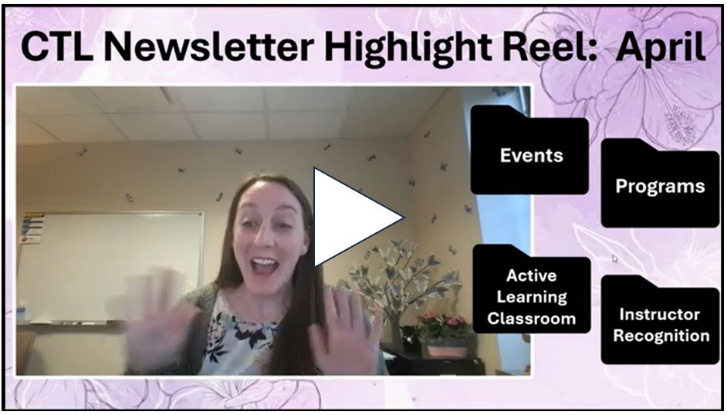 CTL Newsletter Highlight Reel: April
Events
Programs
Active
Learning
Classroom
Instructor
Recognition